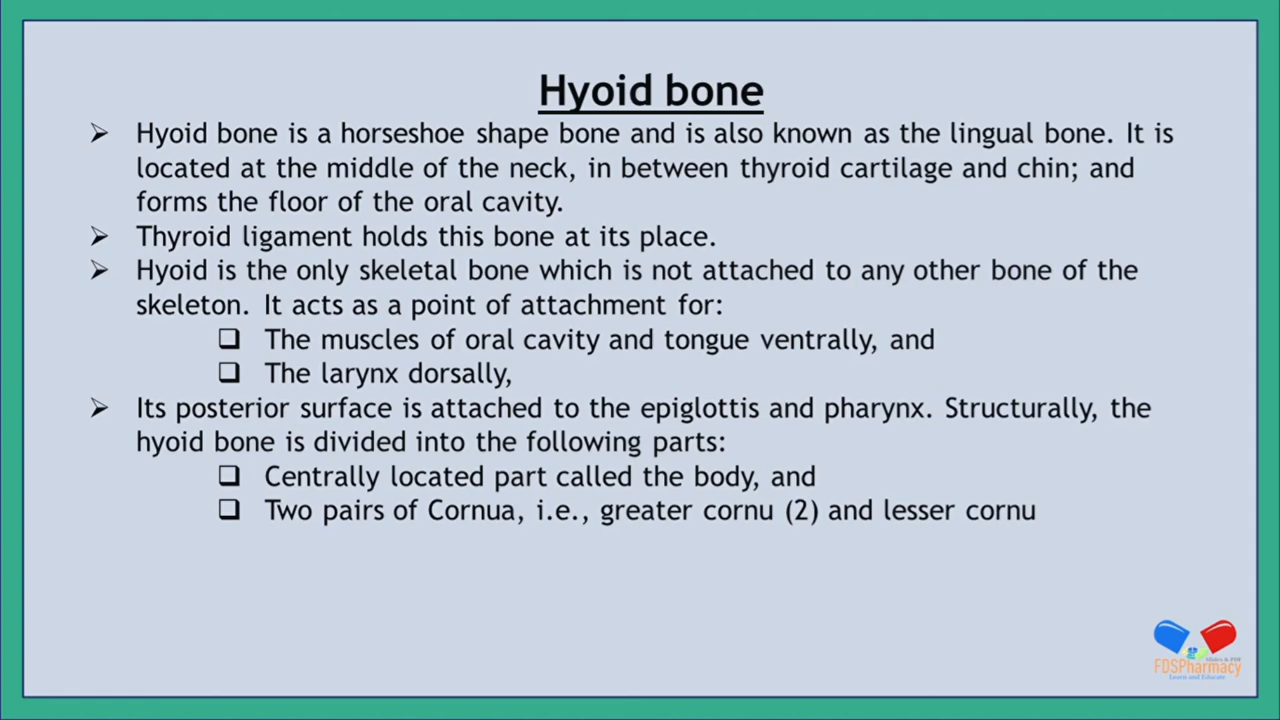 Hyoid bone
➢ Hyoid bone is a horseshoe shape bone and is also known as the lingual bone. It is
located at the middle of the neck, in between thyroid cartilage and chin; and
forms the floor of the oral cavity.
➢ Thyroid ligament holds this bone at its place.
➢ Hyoid is the only skeletal bone which is not attached to any other bone of the
skeleton. It acts as a point of attachment for:
❑ The muscles of oral cavity and tongue ventrally, and
❑ The larynx dorsally,
➢ Its posterior surface is attached to the epiglottis and pharynx. Structurally, the
hyoid bone is divided into the following parts:
❑ Centrally located part called the body, and
❑ Two pairs of Cornua, i.e., greater cornu (2) and lesser cornu
Slides & PDF
FDSPharmacy
Learn and Educate